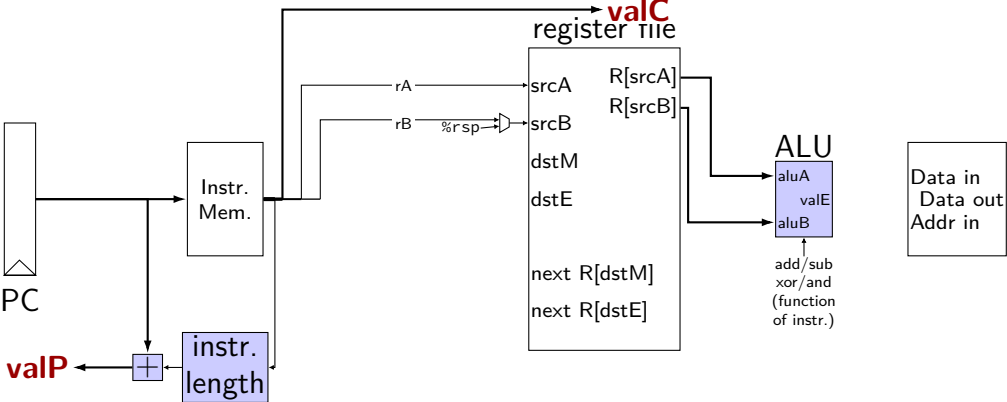 valC
register file
rA
srcA
R[srcA]
R[srcB]
rB
%rsp
srcB
ALU
dstM
aluA
Data in
Instr.
Mem.
dstE
valE
Data out
aluB
Addr in
next R[dstM]
add/sub
xor/and
(function
of instr.)
PC
next R[dstE]
valP
+
instr.
length